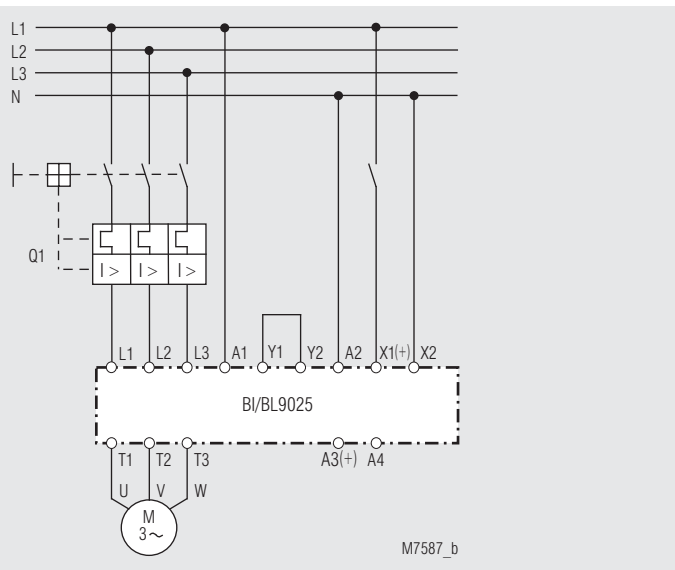 L1
L2
L3
N
Q1
I > I > I >
L1 L2 L3 A1 Y1 Y2 A2 X1(+) X2
BI/BL9025
T1 T2 T3 A3(+) A4
U V W
M
3~
M7587_b